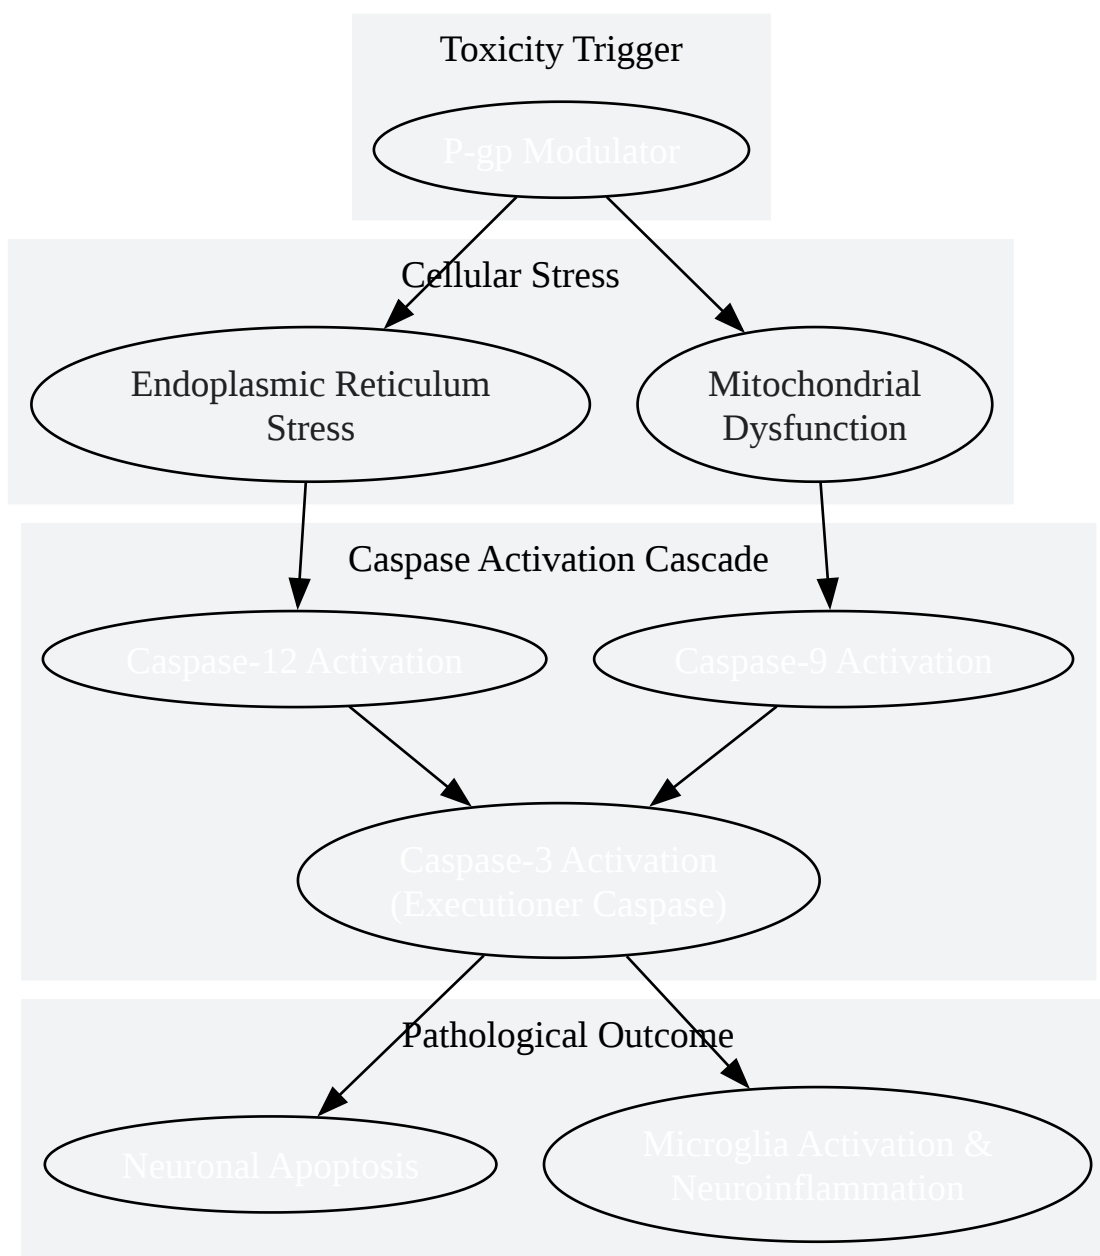 Toxicity Trigger
P-gp Modulator
Cellular Stress
Endoplasmic Reticulum
Stress
Mitochondrial
Dysfunction
Caspase Activation Cascade
Caspase-12 Activation
Caspase-9 Activation
Caspase-3 Activation
(Executioner Caspase)
Pathological Outcome
Neuronal Apoptosis
Microglia Activation &
Neuroinflammation